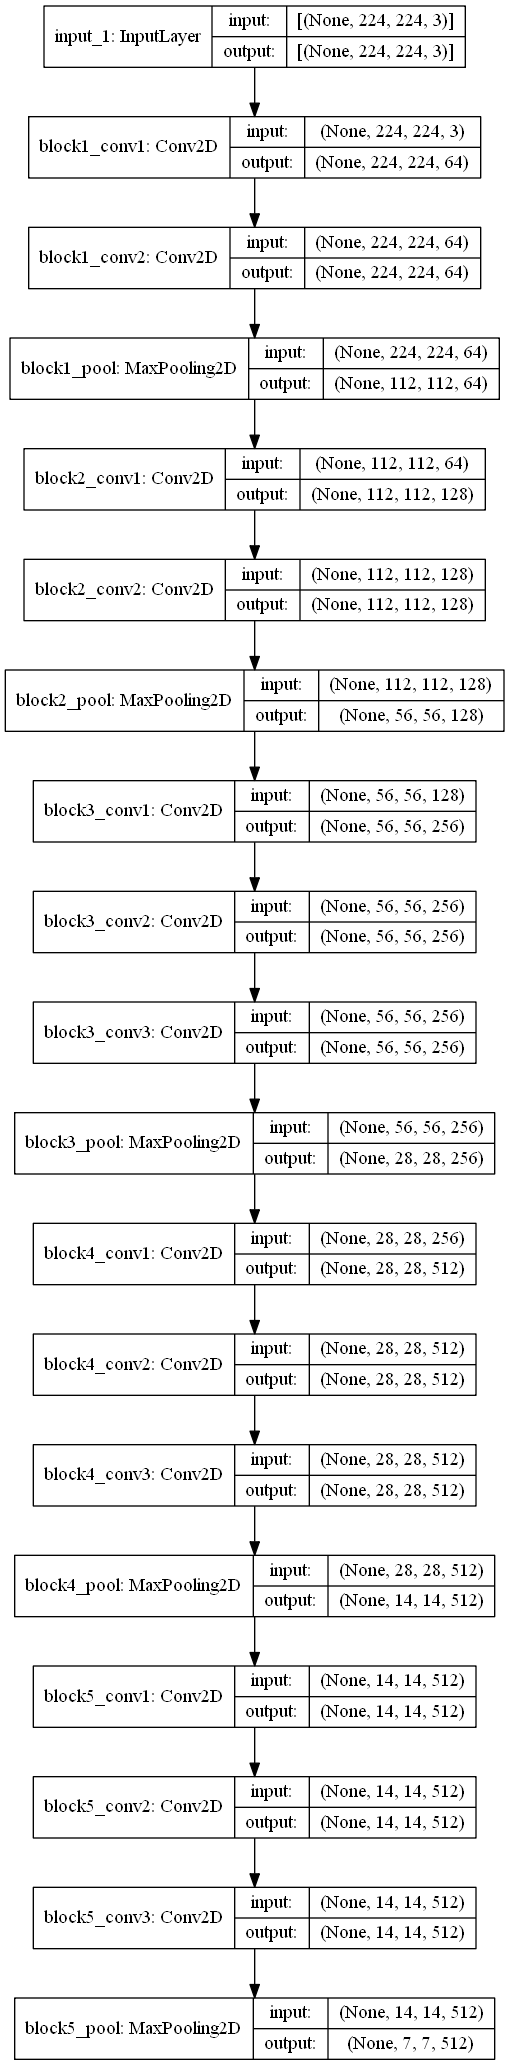 input_1: InputLayer
input: [(None, 224, 224, 3)]
output: [(None, 224, 224, 3)]
block1_conv1: Conv2D
input: (None, 224, 224, 3)
output: (None, 224, 224, 64)
block1_conv2: Conv2D
input: (None, 224, 224, 64)
output: (None, 224, 224, 64)
block1_pool: MaxPooling2D
input: (None, 224, 224, 64)
output: (None, 112, 112, 64)
block2_conv1: Conv2D
input: (None, 112, 112, 64)
output: (None, 112, 112, 128)
block2_conv2: Conv2D
input: (None, 112, 112, 128)
output: (None, 112, 112, 128)
block2_pool: MaxPooling2D
input: (None, 112, 112, 128)
output: (None, 56, 56, 128)
block3_conv1: Conv2D
input: (None, 56, 56, 128)
output: (None, 56, 56, 256)
block3_conv2: Conv2D
input: (None, 56, 56, 256)
output: (None, 56, 56, 256)
block3_conv3: Conv2D
input: (None, 56, 56, 256)
output: (None, 56, 56, 256)
block3_pool: MaxPooling2D
input: (None, 56, 56, 256)
output: (None, 28, 28, 256)
block4_conv1: Conv2D
input: (None, 28, 28, 256)
output: (None, 28, 28, 512)
block4_conv2: Conv2D
input: (None, 28, 28, 512)
output: (None, 28, 28, 512)
block4_conv3: Conv2D
input: (None, 28, 28, 512)
output: (None, 28, 28, 512)
block4_pool: MaxPooling2D
input: (None, 28, 28, 512)
output: (None, 14, 14, 512)
block5_conv1: Conv2D
input: (None, 14, 14, 512)
output: (None, 14, 14, 512)
block5_conv2: Conv2D
input: (None, 14, 14, 512)
output: (None, 14, 14, 512)
block5_conv3: Conv2D
input: (None, 14, 14, 512)
output: (None, 14, 14, 512)
block5_pool: MaxPooling2D
input: (None, 14, 14, 512)
output: (None, 7, 7, 512)